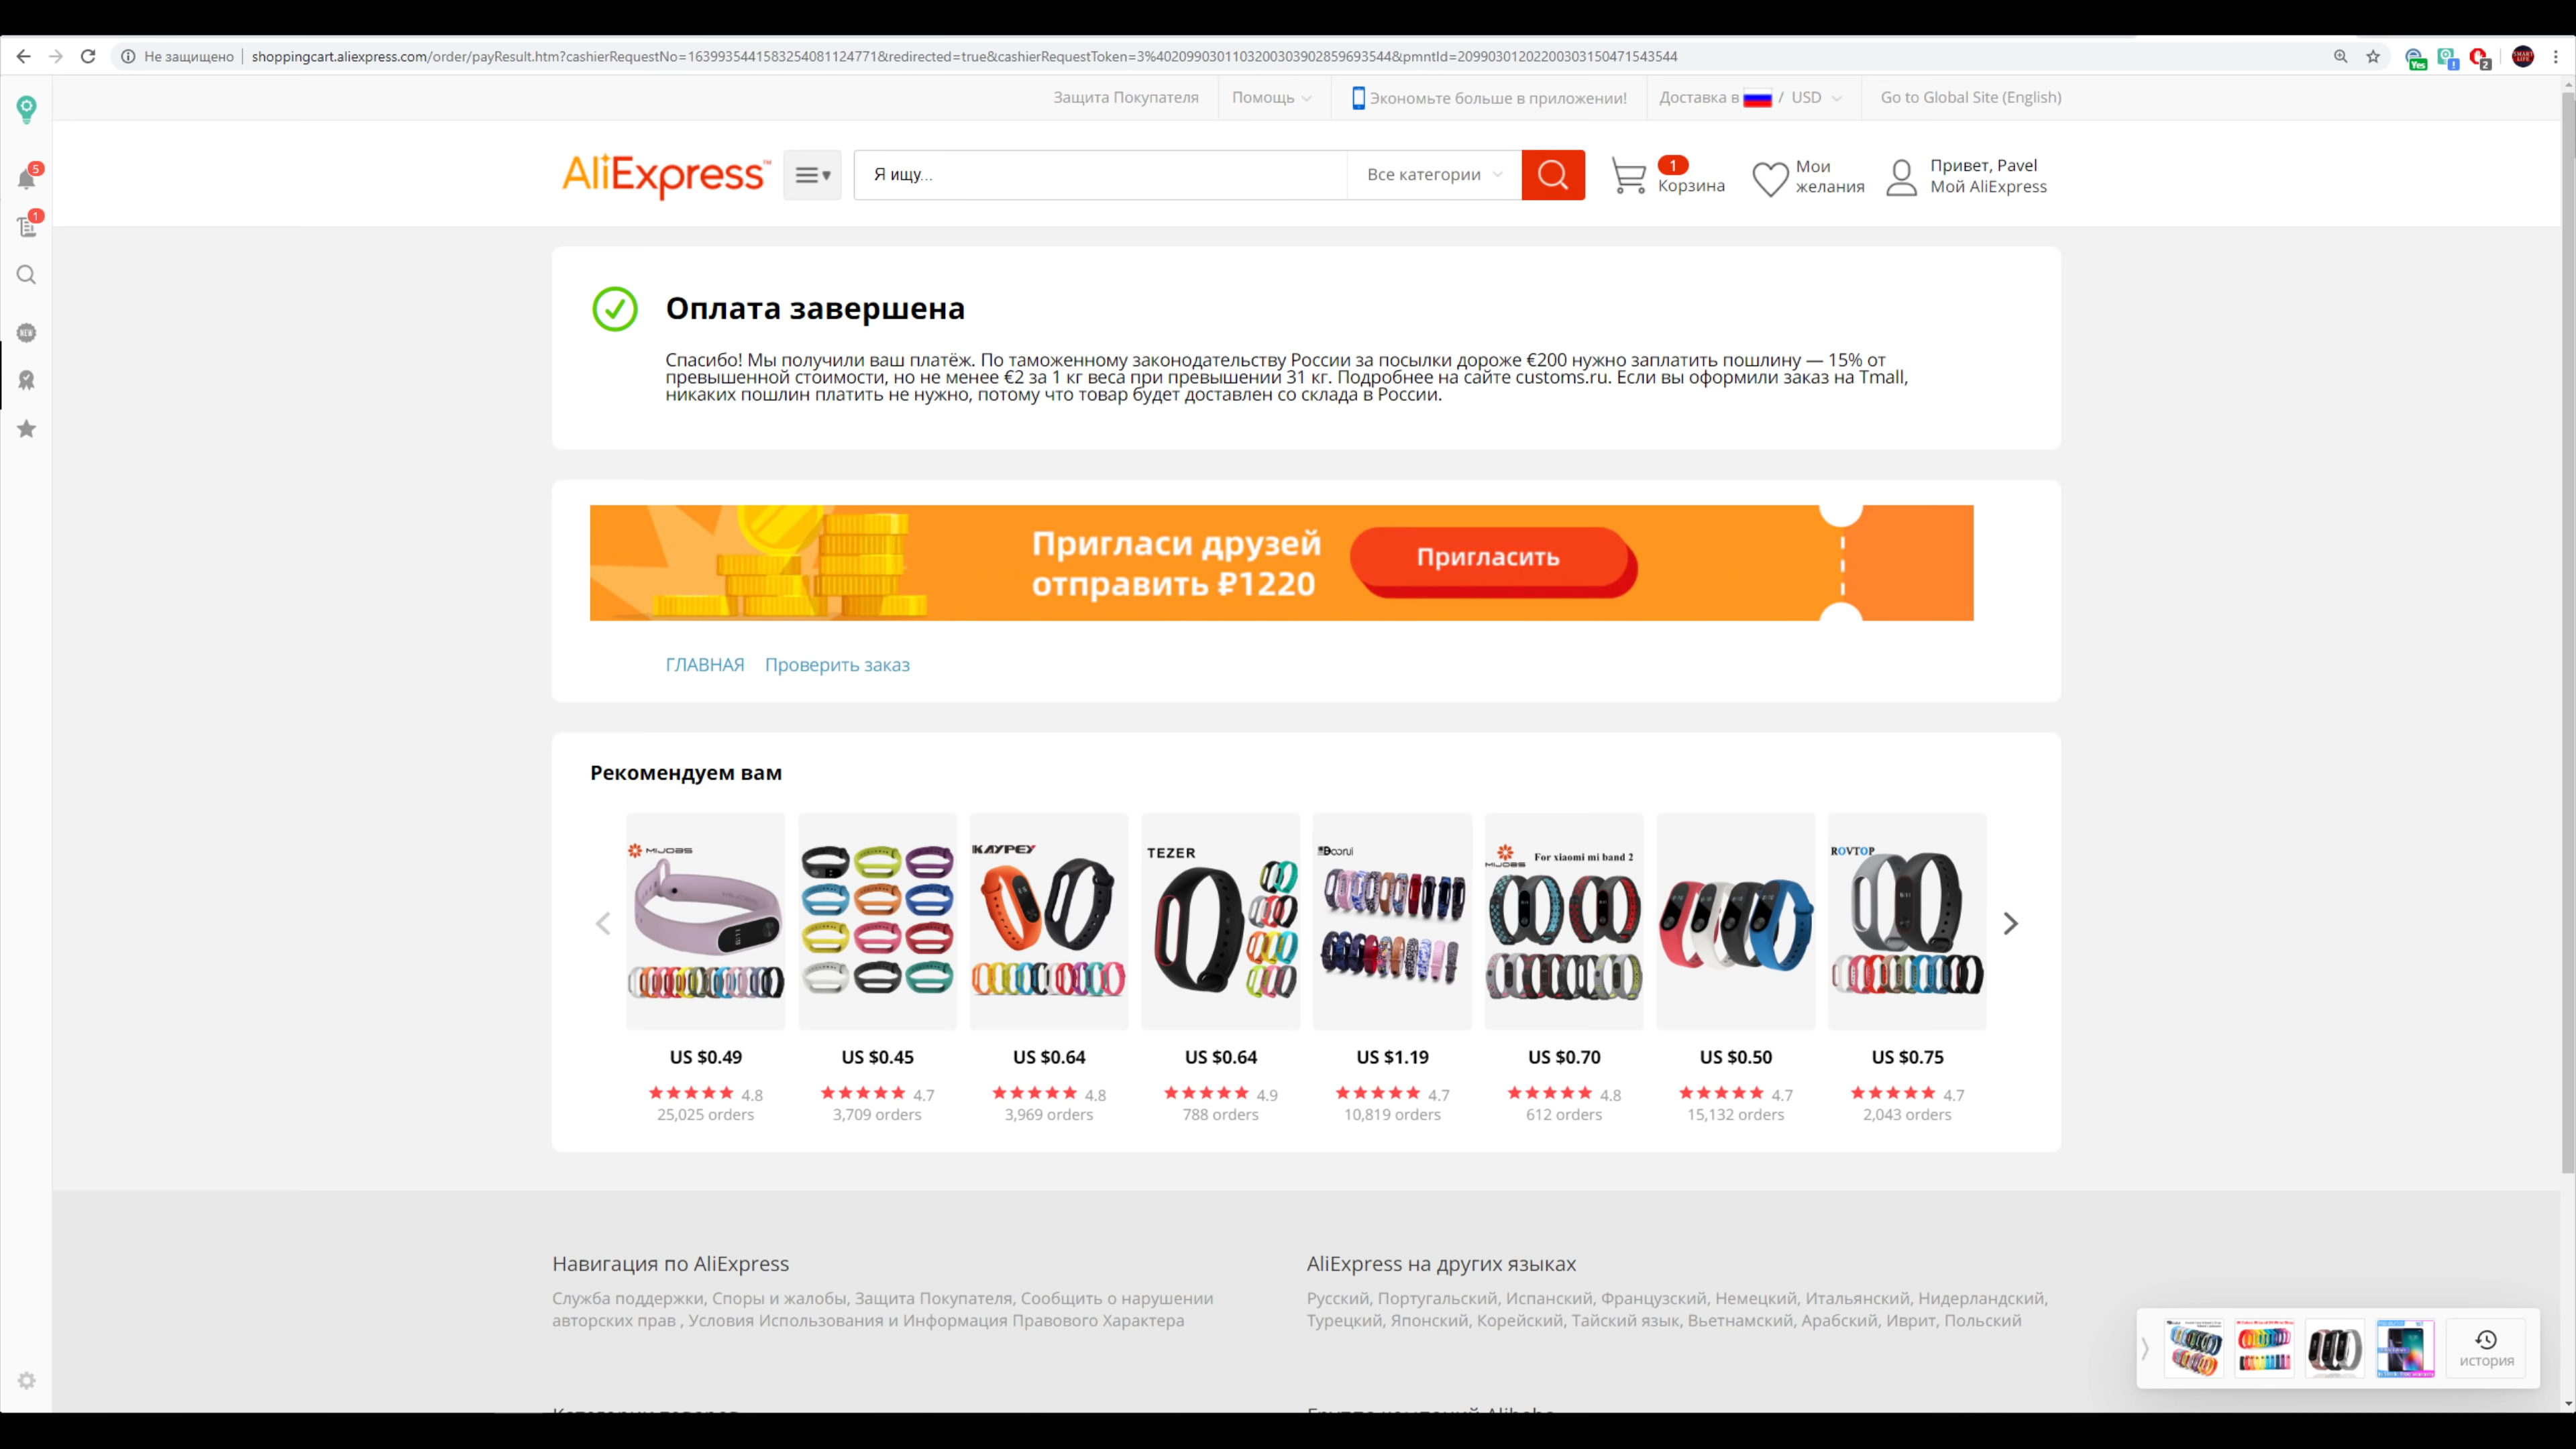 Не защищено | shoppingcart.aliexpress.com/order/payResult.htm?cashierRequestNo=1639935441583254081124771&redirected=true&cashierRequestToken=3%40209903011032003039028596935​44&pmntId=20990301202200303150471543544
Защита Покупателя Помощь Экономьте больше в приложении! Доставка в / USD Go to Global Site (English)
5
1
NEW
AliExpress™
Я ищу...
Все категории
1
Корзина
Мои
желания
Привет, Pavel
Мой AliExpress
Yes
2
Оплата завершена
Спасибо! Мы получили ваш платёж. По таможенному законодательству России за посылки дороже €200 нужно заплатить пошлину — 15% от
превышенной стоимости, но не менее €2 за 1 кг веса при превышении 31 кг. Подробнее на сайте customs.ru. Если вы оформили заказ на Tmall,
никаких пошлин платить не нужно, потому что товар будет доставлен со склада в России.
Пригласи друзей
отправить ₽1220
Пригласить
ГЛАВНАЯ Проверить заказ
Рекомендуем вам
MIJOBS
KAYPEY
TEZER
Boorui
MIJOBS For xiaomi mi band 2
ROVTOP
US $0.49 US $0.45 US $0.64 US $0.64 US $1.19 US $0.70 US $0.50 US $0.75
4.8 4.7 4.8 4.9 4.7 4.8 4.7 4.7
25,025 orders 3,709 orders 3,969 orders 788 orders 10,819 orders 612 orders 15,132 orders 2,043 orders
Навигация по AliExpress
Служба поддержки, Споры и жалобы, Защита Покупателя, Сообщить о нарушении
авторских прав , Условия Использования и Информация Правового Характера
AliExpress на других языках
Русский, Португальский, Испанский, Французский, Немецкий, Итальянский, Нидерландский,
Турецкий, Японский, Корейский, Тайский язык, Вьетнамский, Арабский, Иврит, Польский
история